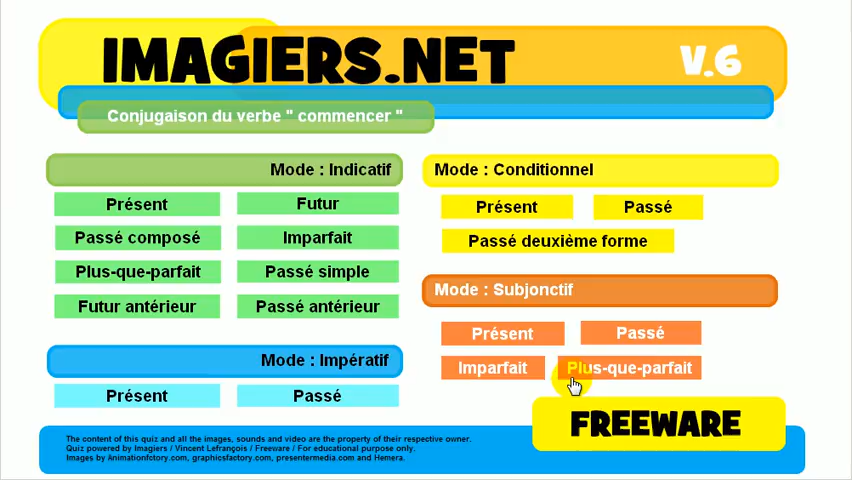 IMAGIERS.NET
V.6
Conjugaison du verbe " commencer "
Mode : Indicatif
Présent
Futur
Passé composé
Imparfait
Plus-que-parfait
Passé simple
Futur antérieur
Passé antérieur
Mode : Impératif
Présent
Passé
Mode : Conditionnel
Présent
Passé
Passé deuxième forme
Mode : Subjonctif
Présent
Passé
Imparfait
Plus-que-parfait
FREEWARE
The content of this quiz and all the images, sounds and video are the property of their respective owner.
Quiz powered by Imagiers / Vincent Lefrançois / Freeware / For educational purpose only.
Images by Animationfctory.com, graphicsfactory.com, presentermedia.com and Hemera.